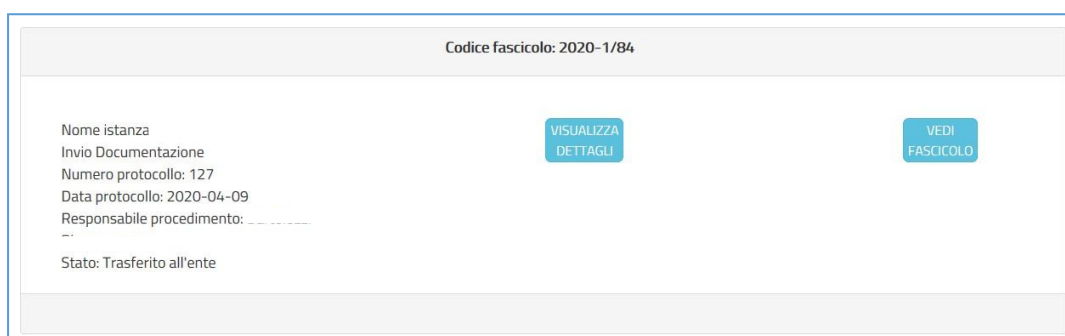 Codice fascicolo: 2020-1/84
Nome istanza
Invio Documentazione
Numero protocollo: 127
Data protocollo: 2020-04-09
Responsabile procedimento:
Stato: Trasferito all'ente
VISUALIZZA
DETTAGLI
VEDI
FASCICOLO